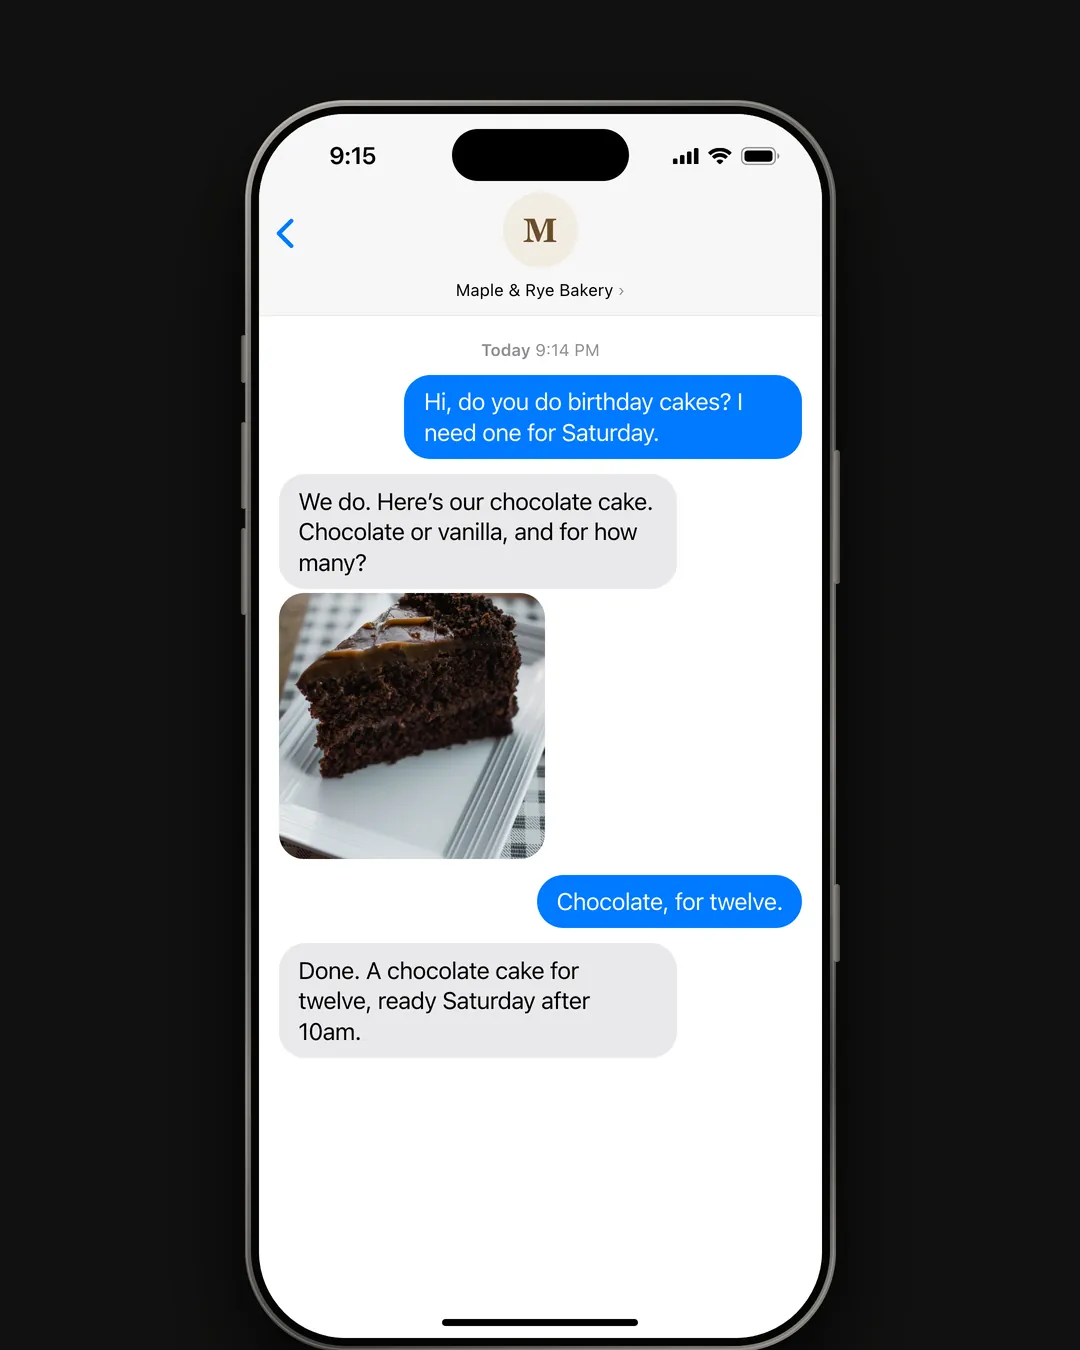 9:15
M
Maple & Rye Bakery ›
Today 9:14 PM
Hi, do you do birthday cakes? I
need one for Saturday.
We do. Here’s our chocolate cake.
Chocolate or vanilla, and for how
many?
Chocolate, for twelve.
Done. A chocolate cake for
twelve, ready Saturday after
10am.